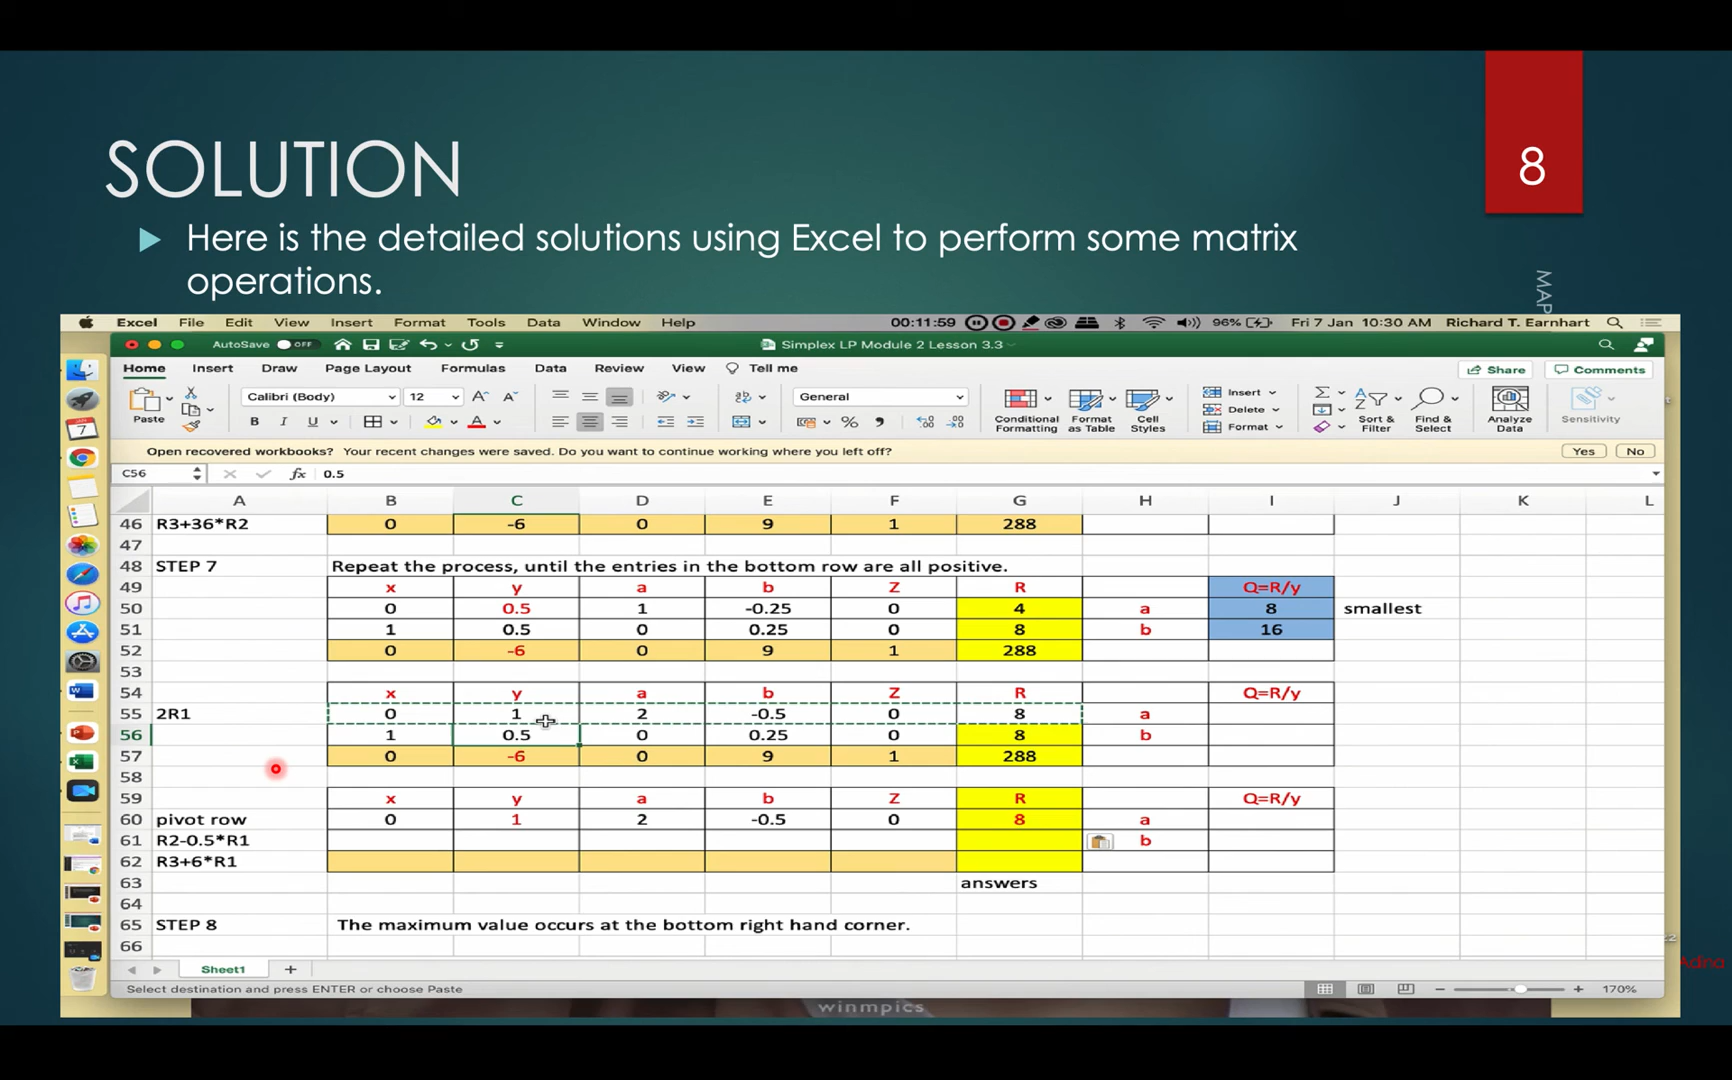 SOLUTION
8
Here is the detailed solutions using Excel to perform some matrix
operations.
MAP
Excel File Edit View Insert Format Tools Data Window Help 00:11:59 96% Fri 7 Jan 10:30 AM Richard T. Earnhart
AutoSave OFF Simplex LP Module 2 Lesson 3.3
Home Insert Draw Page Layout Formulas Data Review View Tell me Share Comments
Paste Calibri (Body) 12 General Conditional Formatting Format as Table Cell Styles Insert Delete Format Sort & Filter Find & Select Analyze Data Sensitivity
B I U
Open recovered workbooks? Your recent changes were saved. Do you want to continue working where you left off? Yes No
C56 fx 0.5
A B C D E F G H I J K L
46 R3+36*R2 0 -6 0 9 1 288
47
48 STEP 7 Repeat the process, until the entries in the bottom row are all positive.
49 x y a b Z R Q=R/y
50 0 0.5 1 -0.25 0 4 a 8 smallest
51 1 0.5 0 0.25 0 8 b 16
52 0 -6 0 9 1 288
53
54 x y a b Z R Q=R/y
55 2R1 0 1 2 -0.5 0 8 a
56 1 0.5 0 0.25 0 8 b
57 0 -6 0 9 1 288
58
59 x y a b Z R Q=R/y
60 pivot row 0 1 2 -0.5 0 8 a
61 R2-0.5*R1 b
62 R3+6*R1
63 answers
64
65 STEP 8 The maximum value occurs at the bottom right hand corner.
66
Sheet1
Select destination and press ENTER or choose Paste 170%
winmpics
Adina